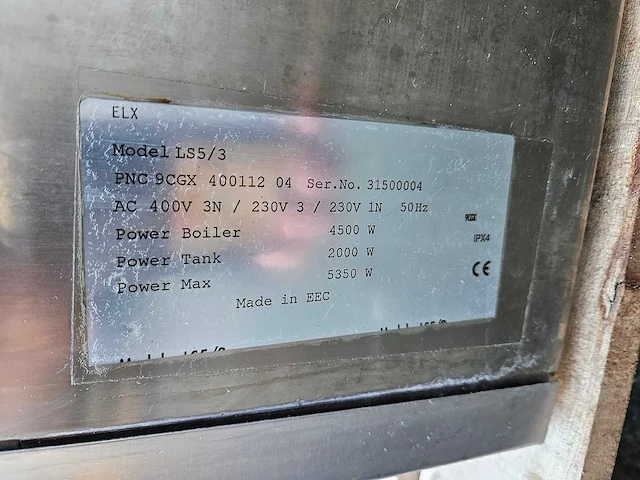 ELX
Model LS5/3
PNC 9CGX 400112 04 Ser.No. 31500004
AC 400V 3N / 230V 3 / 230V 1N 50Hz
9CGX
Power Boiler 4500 W
IPX4
Power Tank 2000 W
CE
Power Max 5350 W
Made in EEC